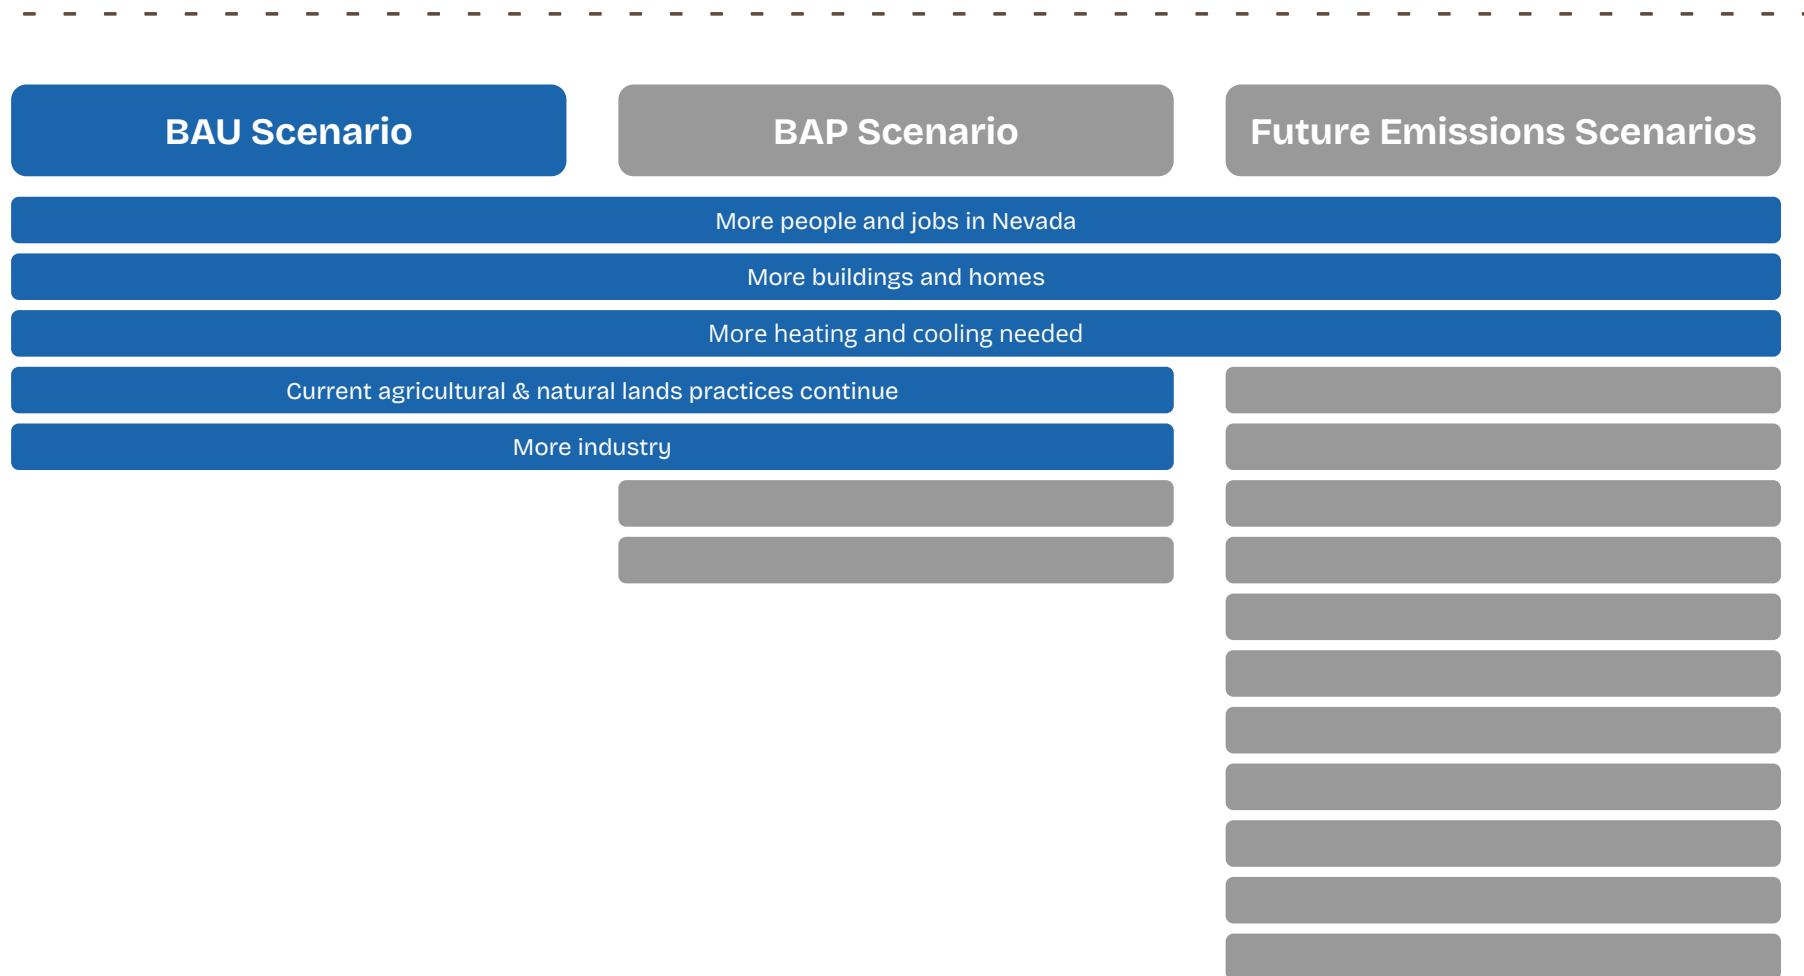 BAU Scenario
BAP Scenario
Future Emissions Scenarios
More people and jobs in Nevada
More buildings and homes
More heating and cooling needed
Current agricultural & natural lands practices continue
More industry